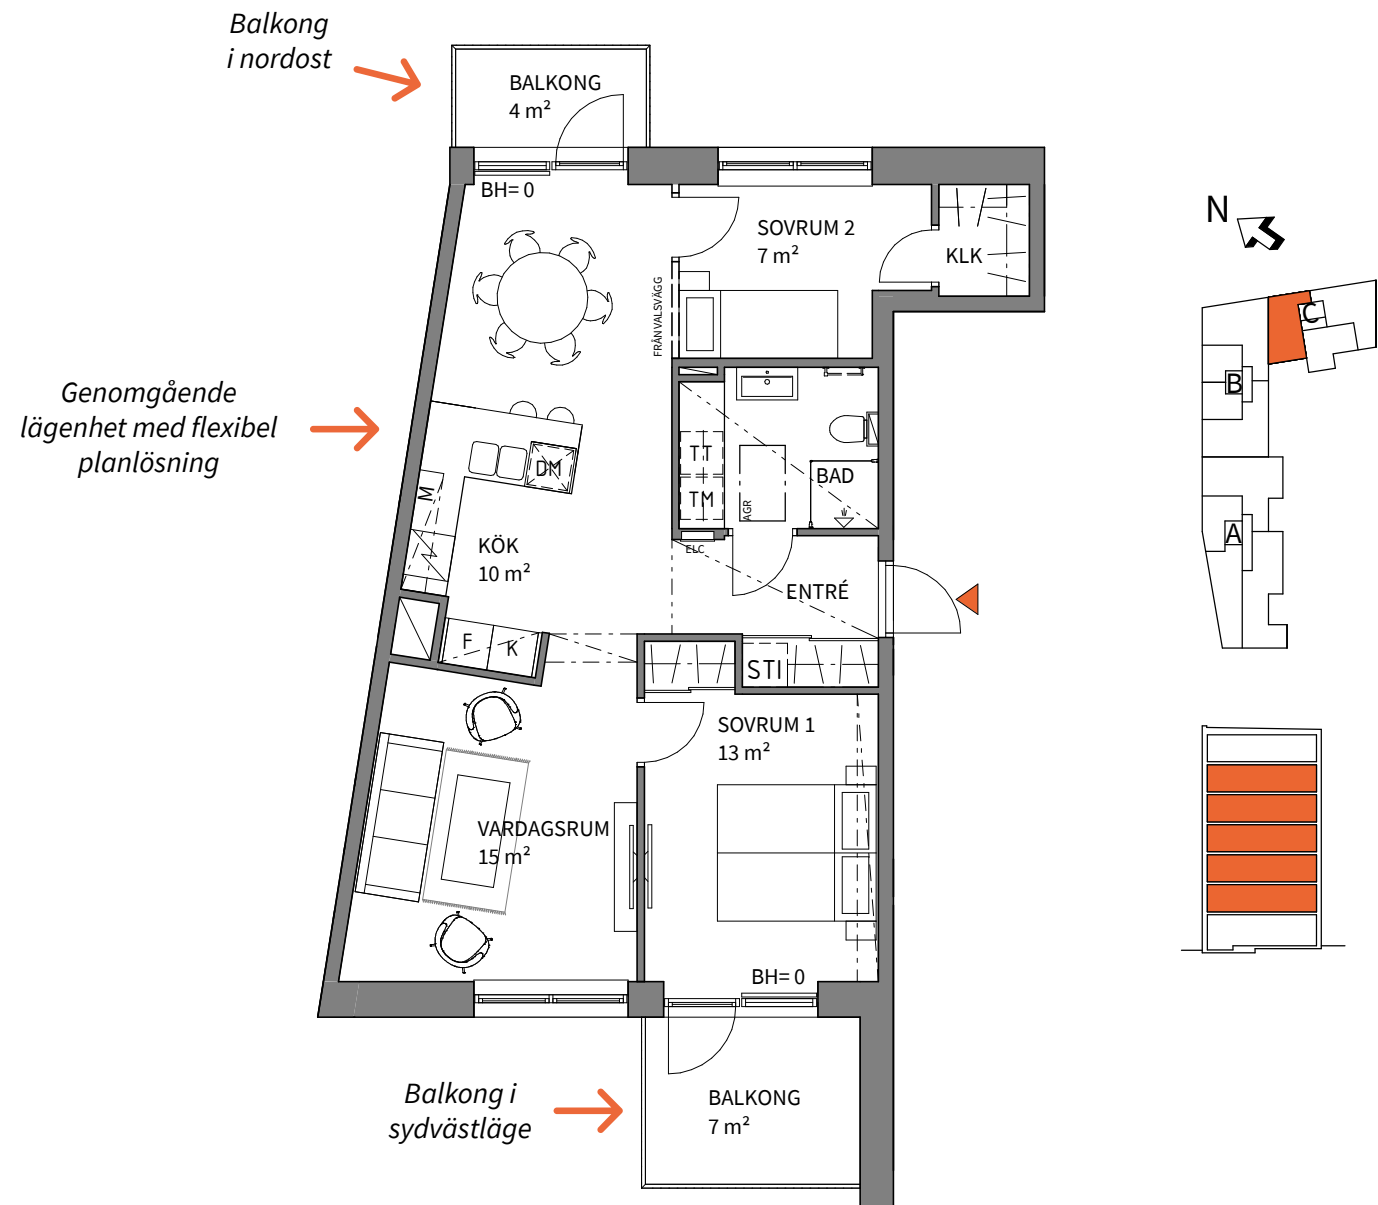 Balkong
i nordost
BALKONG
4 m²
BH= 0
SOVRUM 2
7 m²
KLK
FRÅNVALSVÄGG
Genomgående
lägenhet med flexibel
planlösning
DM
M
TT
TM
AGR
BAD
ELC
KÖK
10 m²
ENTRÉ
F
K
STI
SOVRUM 1
13 m²
VARDAGSRUM
15 m²
BH= 0
Balkong i
sydvästläge
BALKONG
7 m²
N
C
B
A